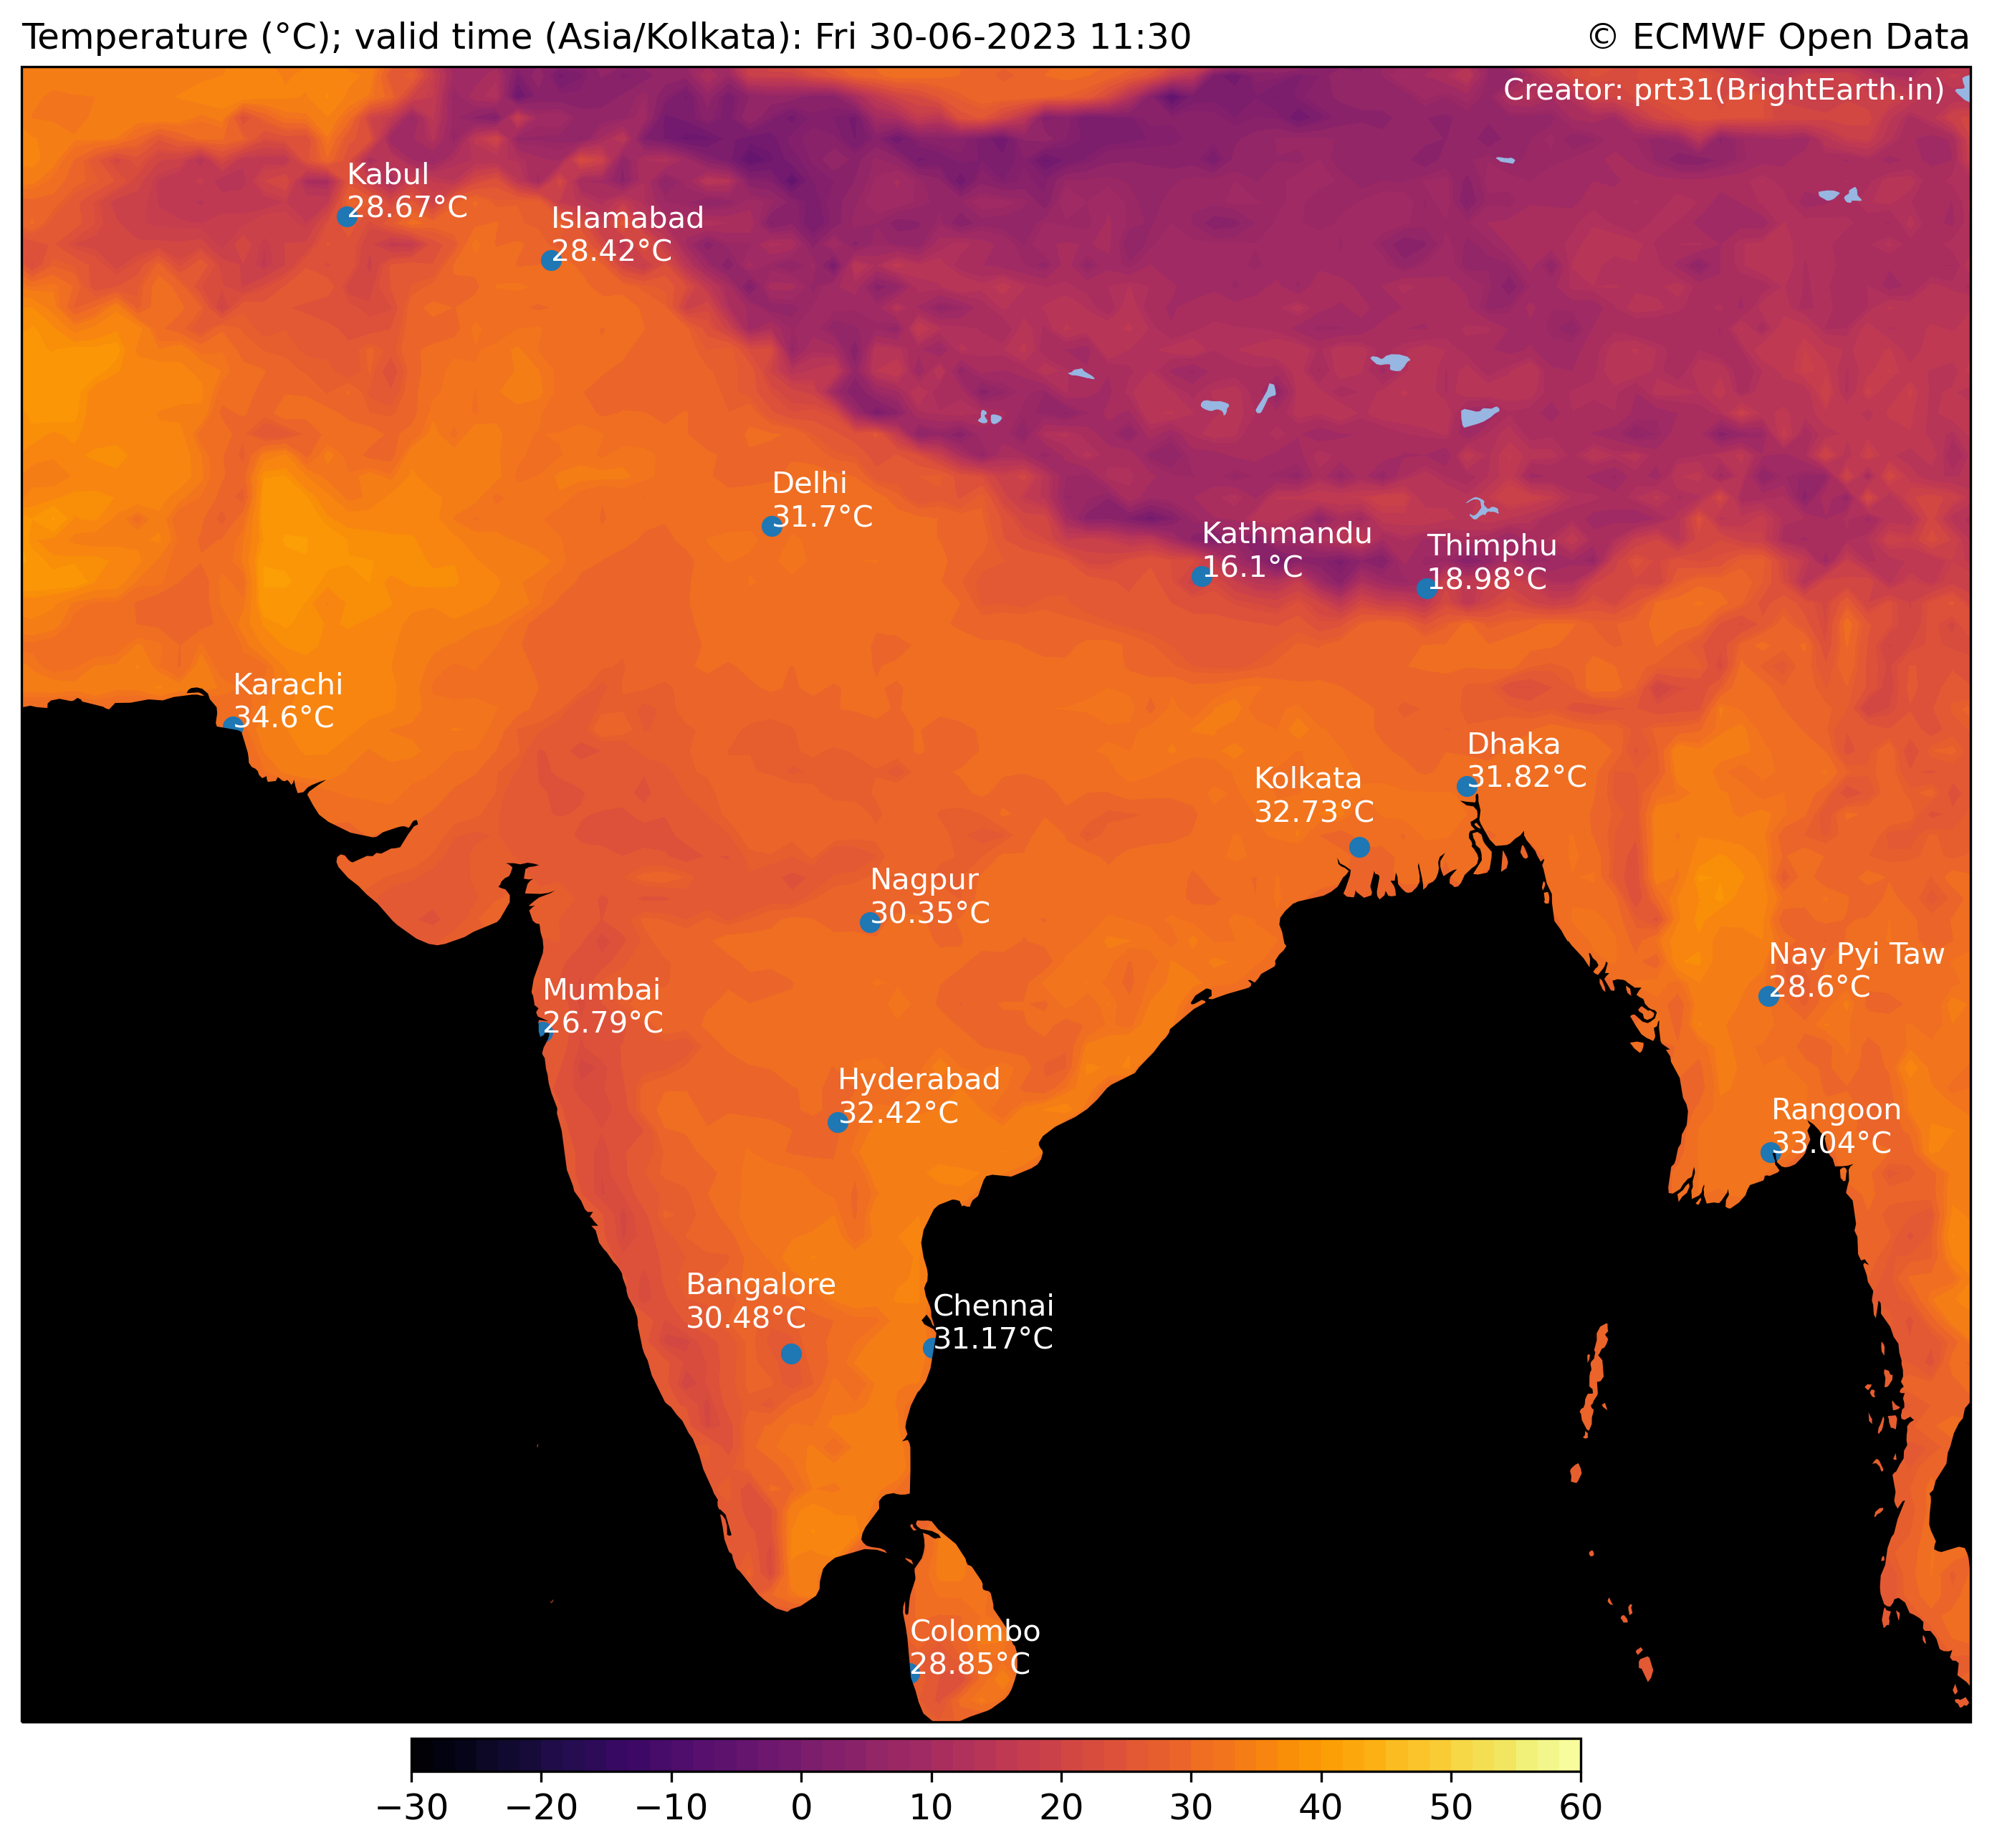 Temperature (°C); valid time (Asia/Kolkata): Fri 30-06-2023 11:30
© ECMWF Open Data
Creator: prt31(BrightEarth.in)
Kabul
28.67°C
Islamabad
28.42°C
Delhi
31.7°C
Kathmandu
16.1°C
Thimphu
18.98°C
Karachi
34.6°C
Dhaka
31.82°C
Kolkata
32.73°C
Nagpur
30.35°C
Nay Pyi Taw
28.6°C
Mumbai
26.79°C
Hyderabad
32.42°C
Rangoon
33.04°C
Bangalore
30.48°C
Chennai
31.17°C
Colombo
28.85°C
−30 −20 −10 0 10 20 30 40 50 60